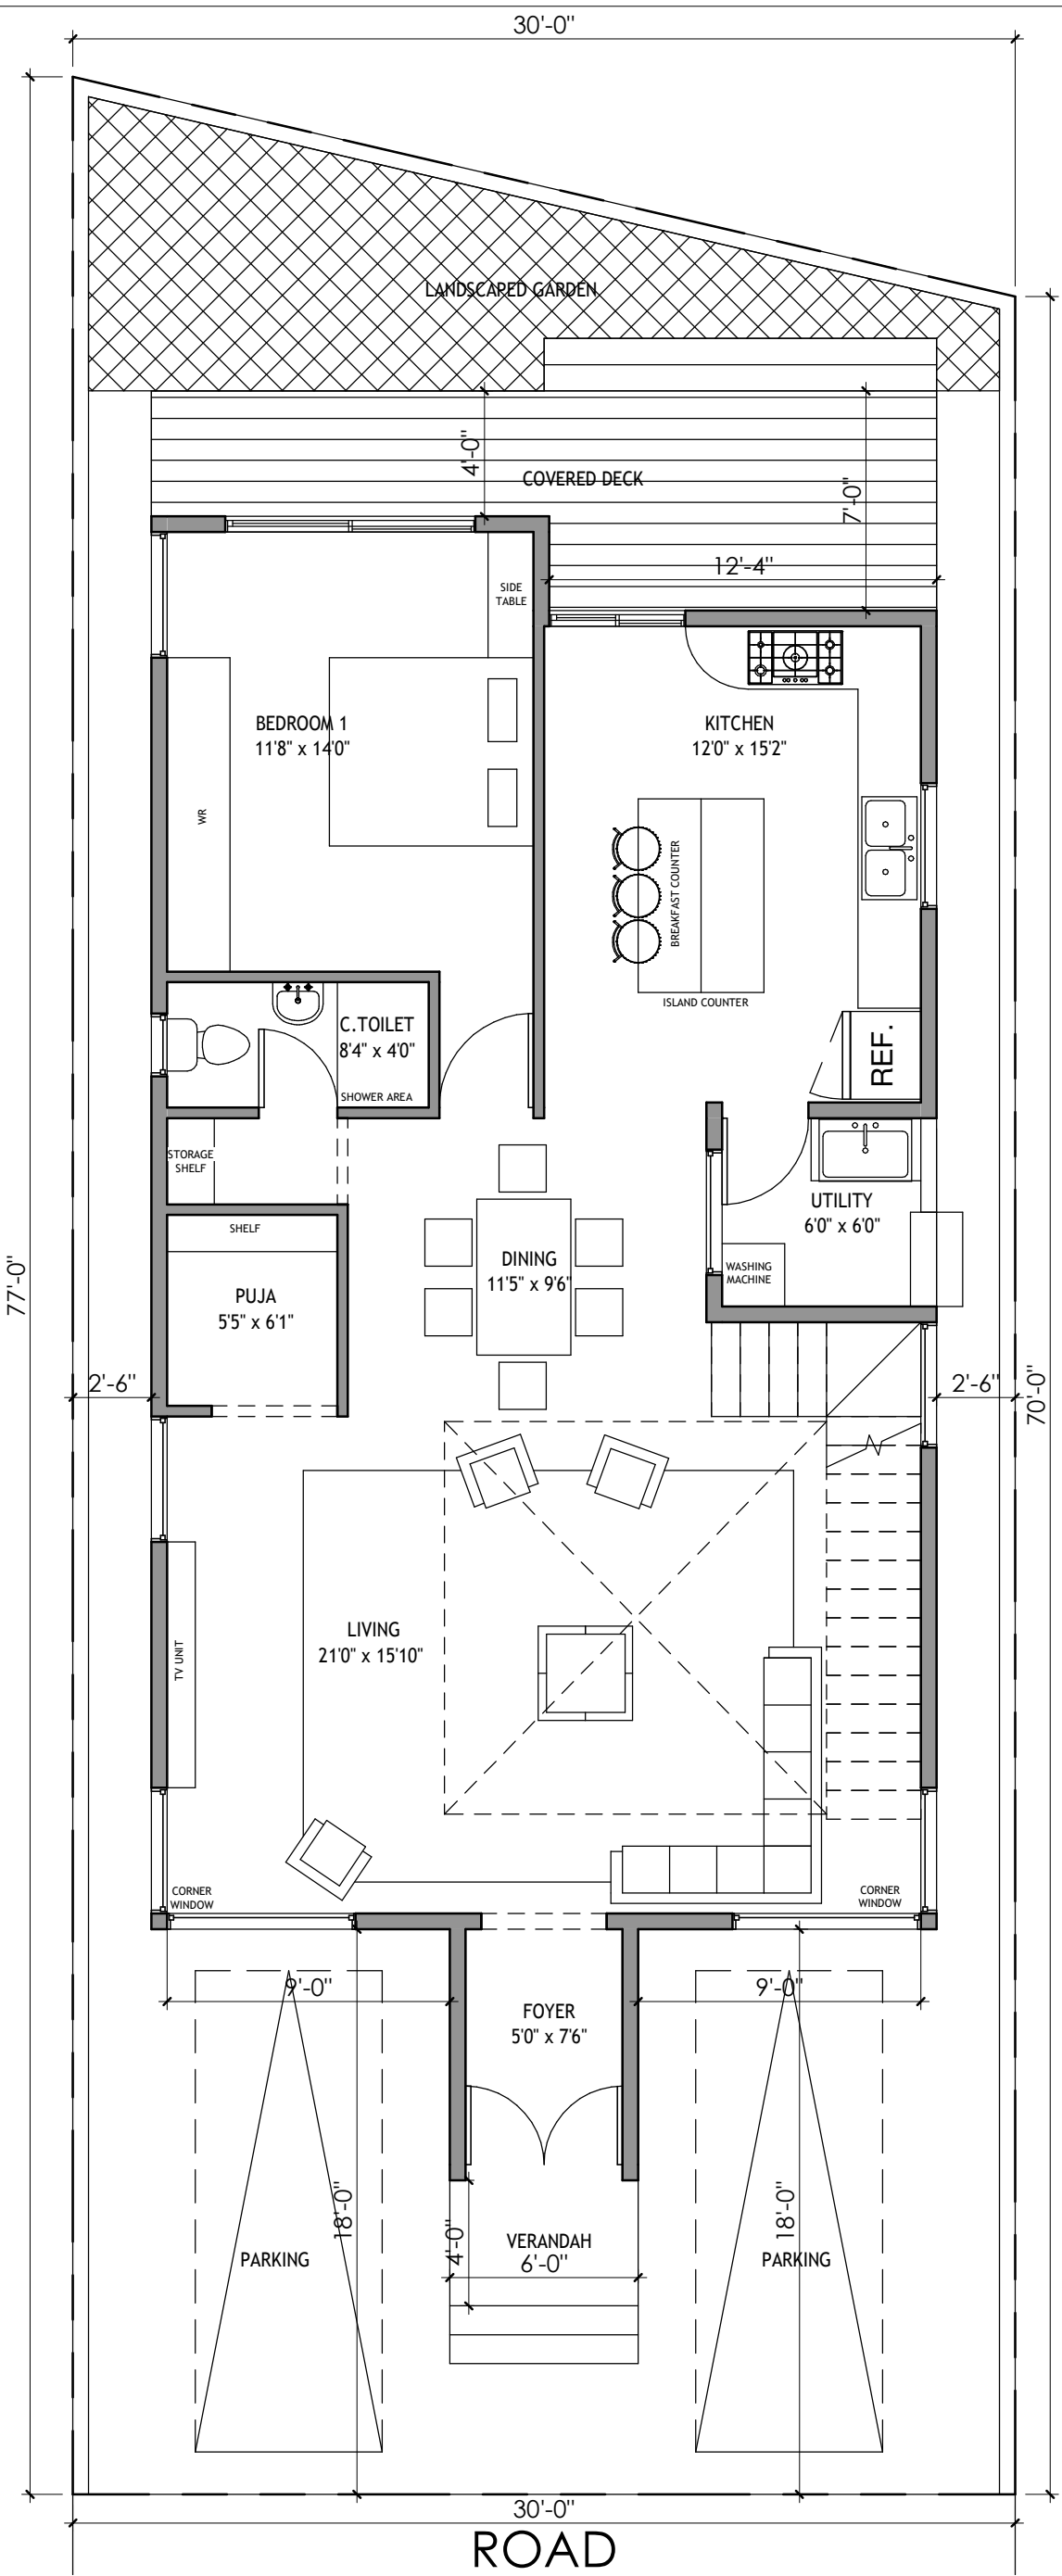 30'-0"
LANDSCAPED GARDEN
4'-0"
COVERED DECK
7'-0"
12'-4"
SIDE
TABLE
BEDROOM 1
11'8" x 14'0"
KITCHEN
12'0" x 15'2"
WR
BREAKFAST COUNTER
ISLAND COUNTER
C.TOILET
8'4" x 4'0"
REF.
SHOWER AREA
STORAGE
SHELF
UTILITY
6'0" x 6'0"
SHELF
DINING
11'5" x 9'6"
WASHING
MACHINE
77'-0"
PUJA
5'5" x 6'1"
2'-6"
2'-6"
70'-0"
LIVING
21'0" x 15'10"
TV UNIT
CORNER
WINDOW
CORNER
WINDOW
9'-0"
9'-0"
FOYER
5'0" x 7'6"
18'-0"
18'-0"
4'-0"
VERANDAH
6'-0"
PARKING
PARKING
30'-0"
ROAD